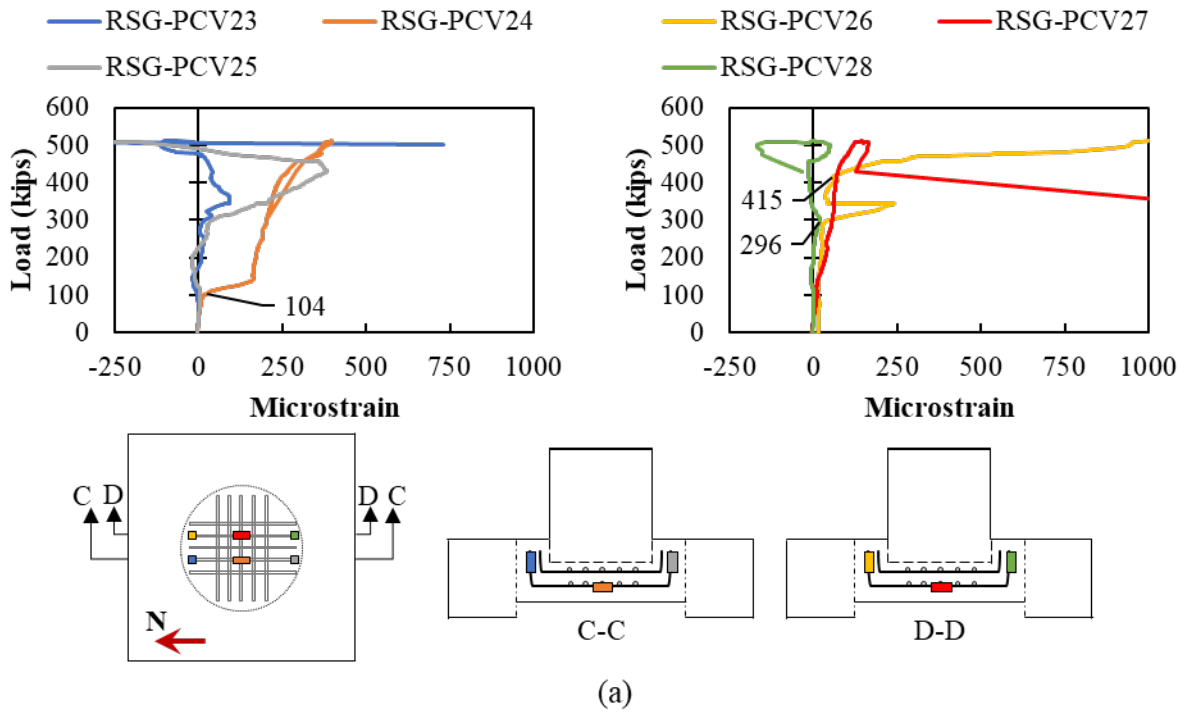 RSG-PCV23 RSG-PCV24 RSG-PCV26 RSG-PCV27
RSG-PCV25 RSG-PCV28
Load (kips)
600
500
400
300
200
100
0
104
-250 0 250 500 750 1000
Microstrain
Load (kips)
600
500
400
300
200
100
0
415
296
-250 0 250 500 750 1000
Microstrain
C D D C
N
C-C
D-D
(a)